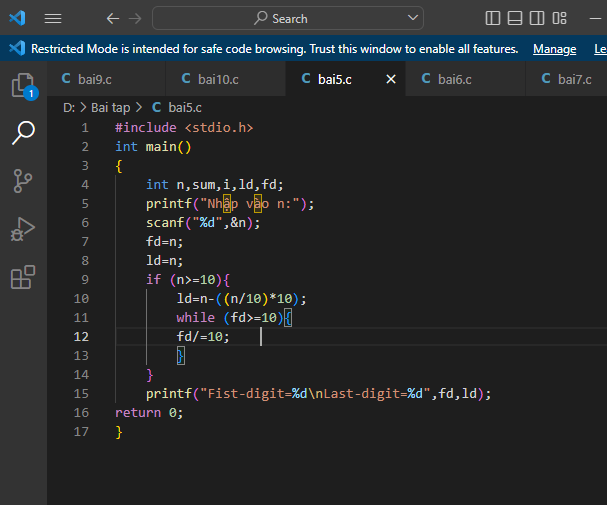 Search
Restricted Mode is intended for safe code browsing. Trust this window to enable all features. Manage Le
bai9.c bai10.c bai5.c bai6.c bai7.c
D: > Bai tap > C bai5.c
1 #include <stdio.h>
2 int main()
3 {
4 int n,sum,i,ld,fd;
5 printf("Nhập vào n:");
6 scanf("%d",&n);
7 fd=n;
8 ld=n;
9 if (n>=10){
10 ld=n-((n/10)*10);
11 while (fd>=10){
12 fd/=10;
13 }
14 }
15 printf("Fist-digit=%d\nLast-digit=%d",fd,ld);
16 return 0;
17 }
1